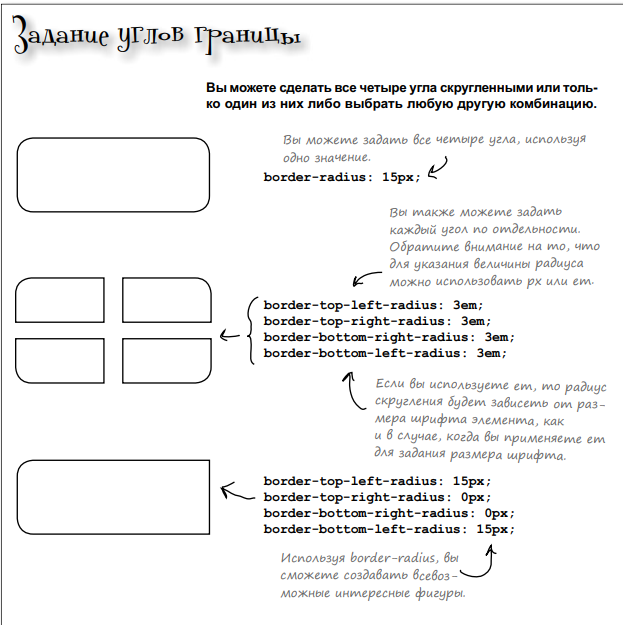 Задание углов границы
Вы можете сделать все четыре угла скругленными или толь-
ко один из них либо выбрать любую другую комбинацию.
Вы можете задать все четыре угла, используя
одно значение.
border-radius: 15px;
Вы также можете задать
каждый угол по отдельности.
Обратите внимание на то, что
для указания величины радиуса
можно использовать px или em.
border-top-left-radius: 3em;
border-top-right-radius: 3em;
border-bottom-right-radius: 3em;
border-bottom-left-radius: 3em;
Если вы используете em, то радиус
скругления будет зависеть от раз-
мера шрифта элемента, как
и в случае, когда вы применяете em
для задания размера шрифта.
border-top-left-radius: 15px;
border-top-right-radius: 0px;
border-bottom-right-radius: 0px;
border-bottom-left-radius: 15px;
Используя border-radius, вы
сможете создавать всевоз-
можные интересные фигуры.